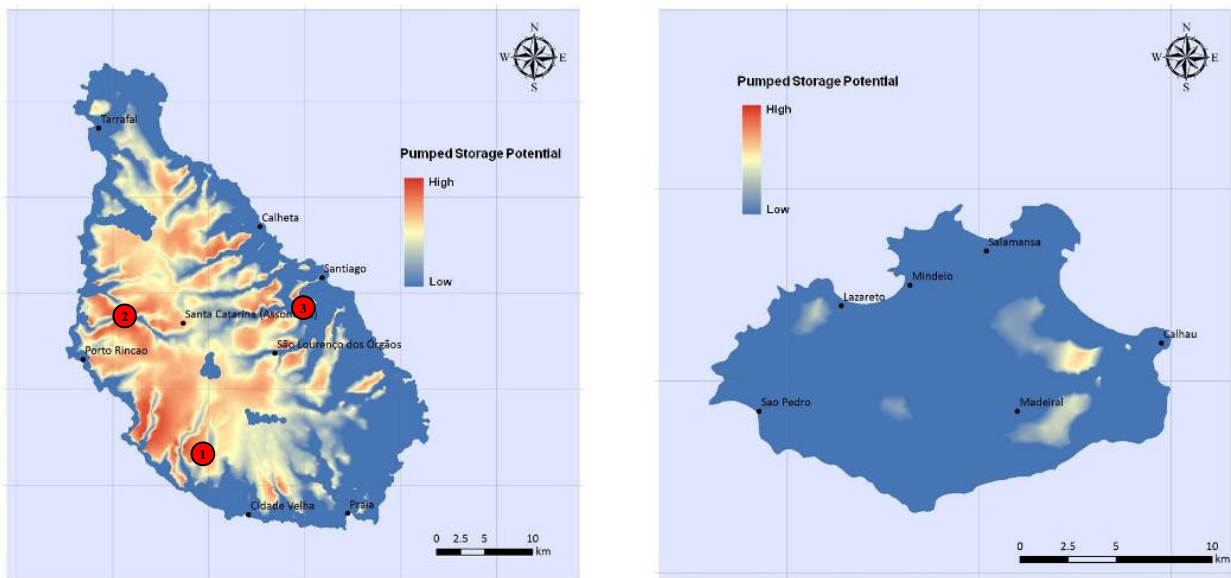 N
W E
S
Tarrafal
Pumped Storage Potential
High
Low
Calheta
Santiago
3
2
Santa Catarina (Assom
Porto Rincao
São Lourenço dos Órgãos
1
Cidade Velha
Praia
0 2.5 5 10
km
N
W E
S
Pumped Storage Potential
High
Low
Salamansa
Mindelo
Lazareto
Calhau
Sao Pedro
Madeiral
0 2.5 5 10
km